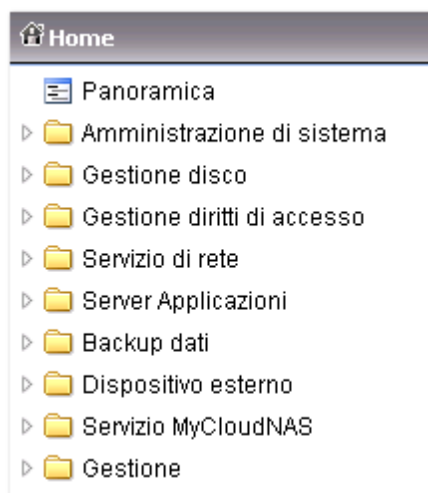 Home
Panoramica
Amministrazione di sistema
Gestione disco
Gestione diritti di accesso
Servizio di rete
Server Applicazioni
Backup dati
Dispositivo esterno
Servizio MyCloudNAS
Gestione